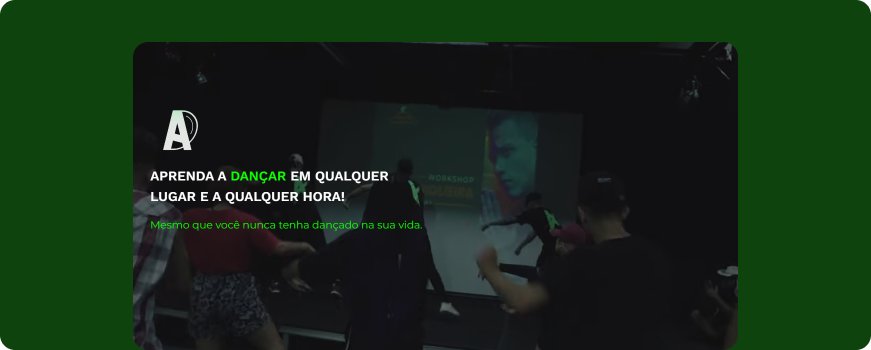 A
APRENDA A DANÇAR EM QUALQUER
LUGAR E A QUALQUER HORA!
Mesmo que você nunca tenha dançado na sua vida.
WORKSHOP